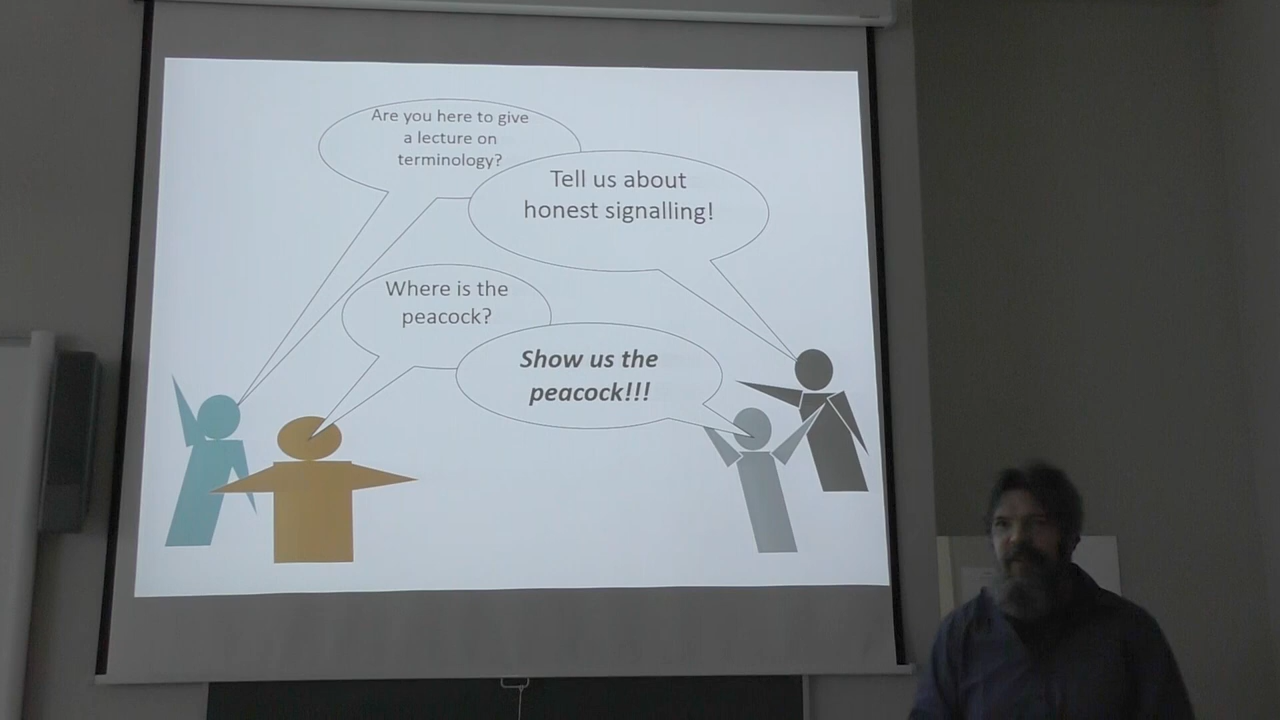 Are you here to give
a lecture on
terminology?
Tell us about
honest signalling!
Where is the
peacock?
Show us the
peacock!!!